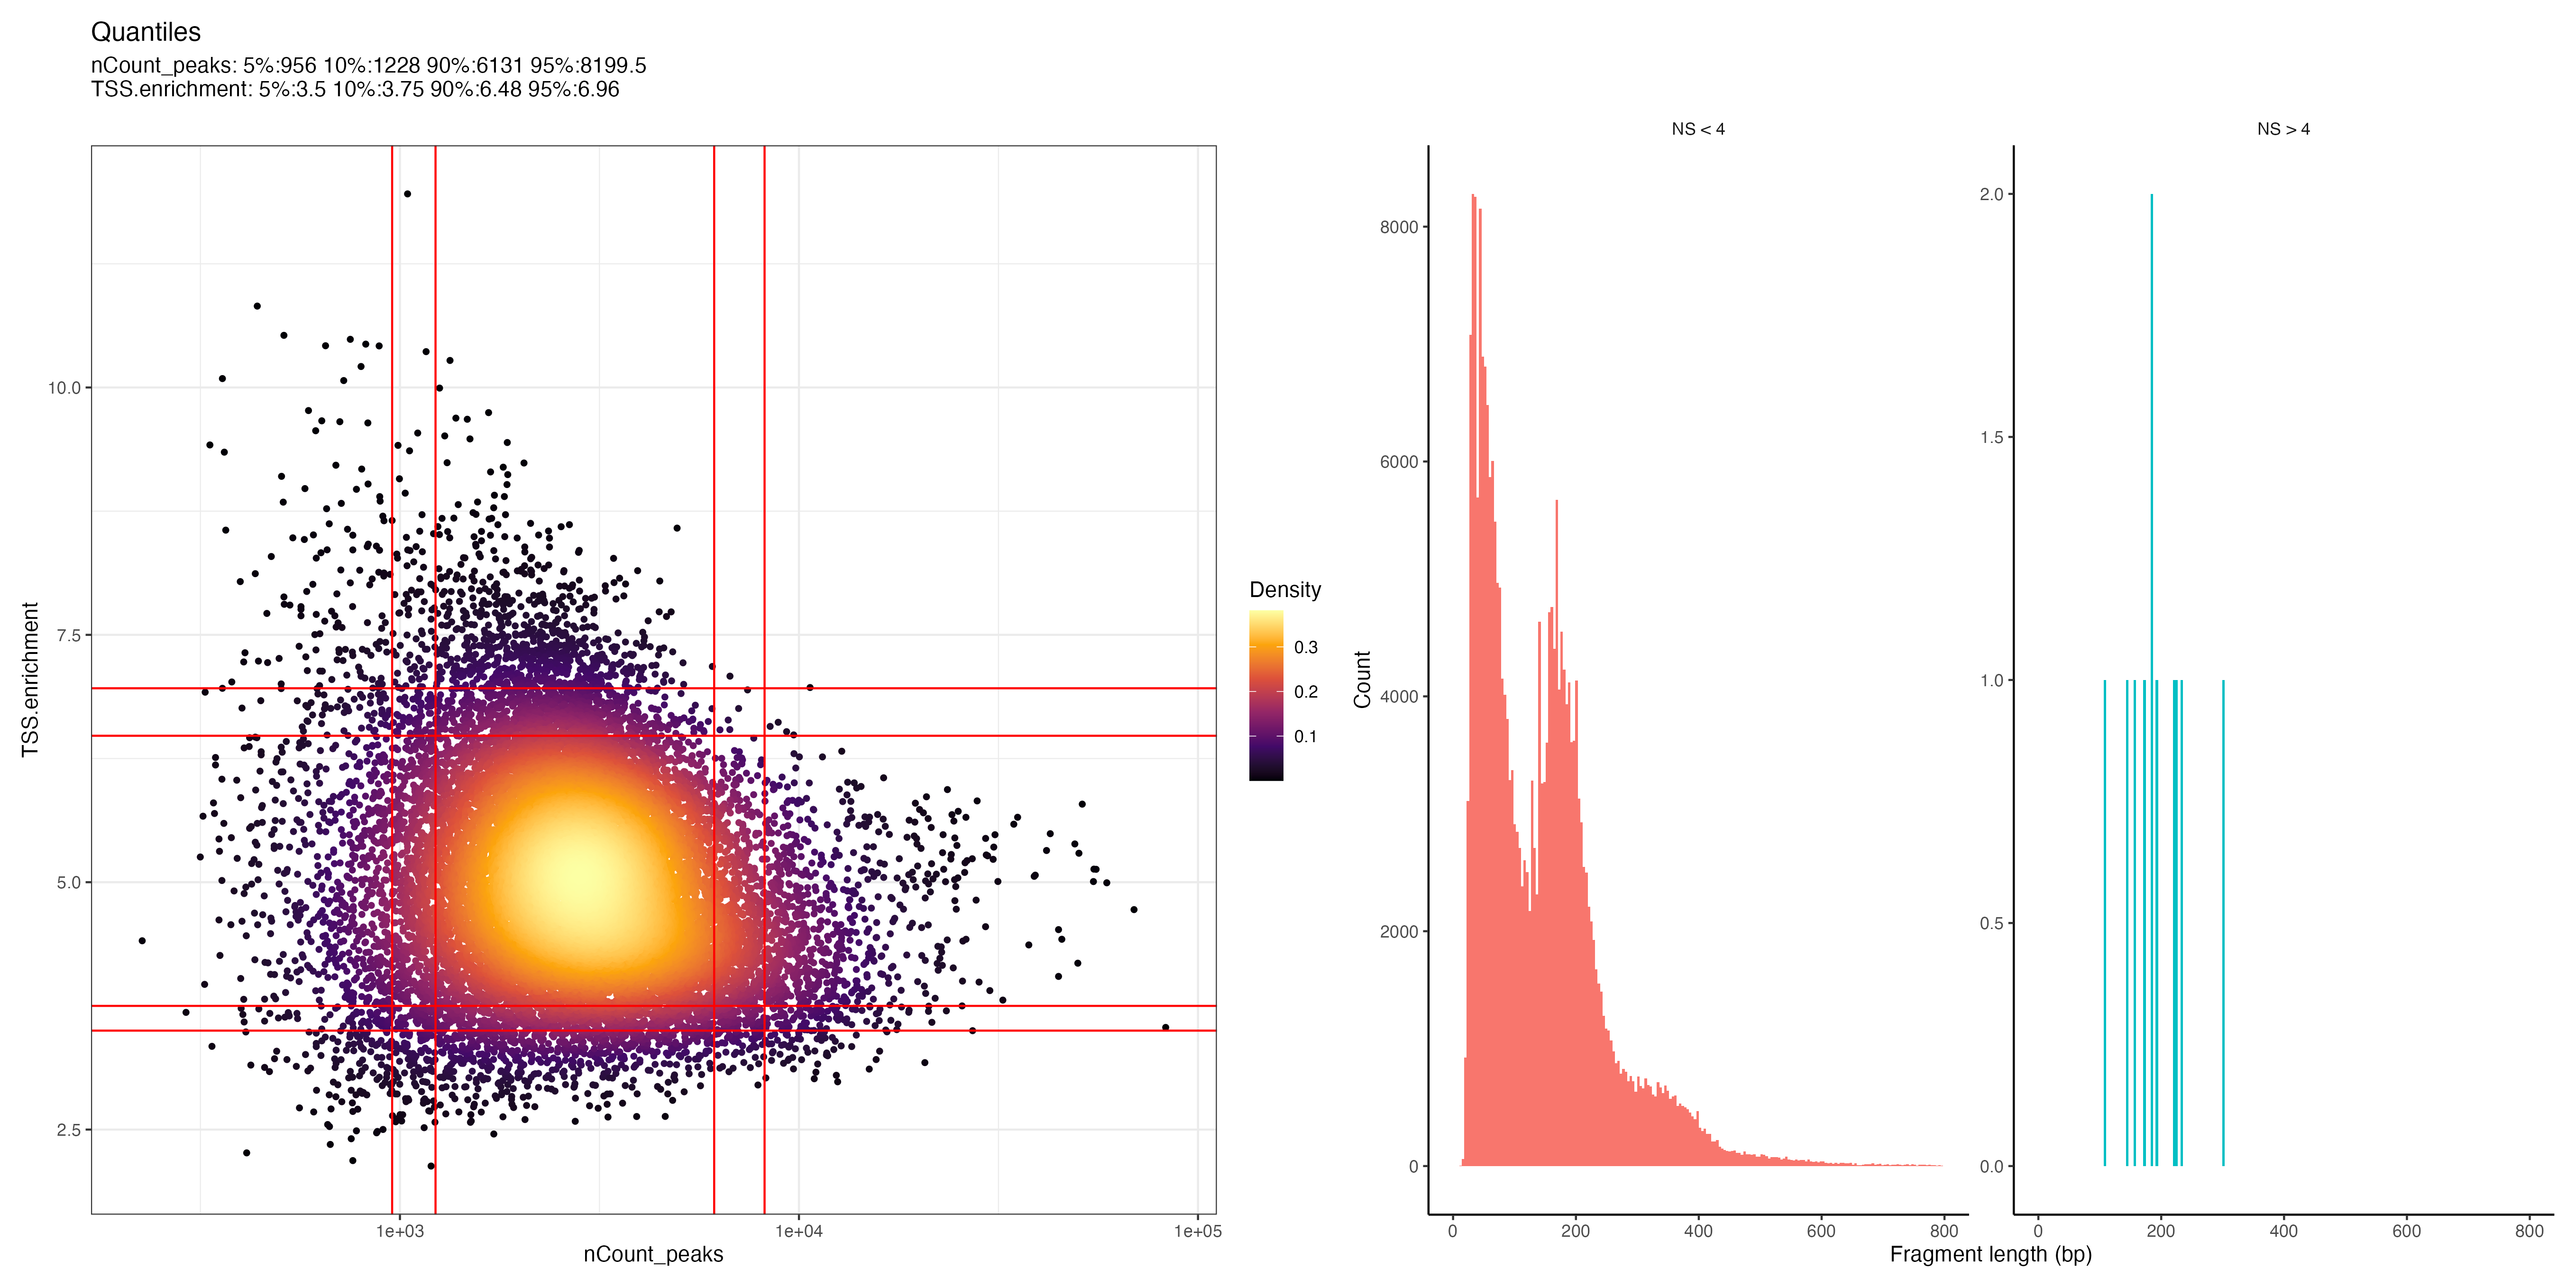 Quantiles
nCount_peaks: 5%:956 10%:1228 90%:6131 95%:8199.5
TSS.enrichment: 5%:3.5 10%:3.75 90%:6.48 95%:6.96
TSS.enrichment
10.0
7.5
5.0
2.5
1e+03
1e+04
1e+05
nCount_peaks
Density
0.3
0.2
0.1
NS < 4
NS > 4
Count
8000
6000
4000
2000
0
0
200
400
600
800
2.0
1.5
1.0
0.5
0.0
0
200
400
600
800
Fragment length (bp)